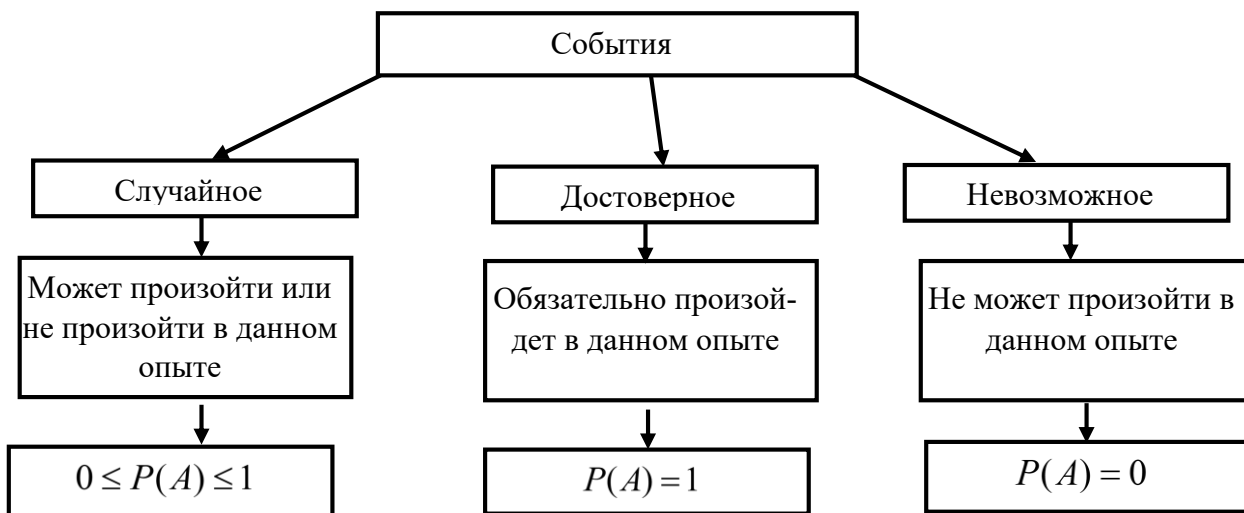 События
Случайное
Достоверное
Невозможное
Может произойти или
не произойти в данном
опыте
Обязательно произой-
дет в данном опыте
Не может произойти в
данном опыте
0 ≤ P(A) ≤ 1
P(A) = 1
P(A) = 0